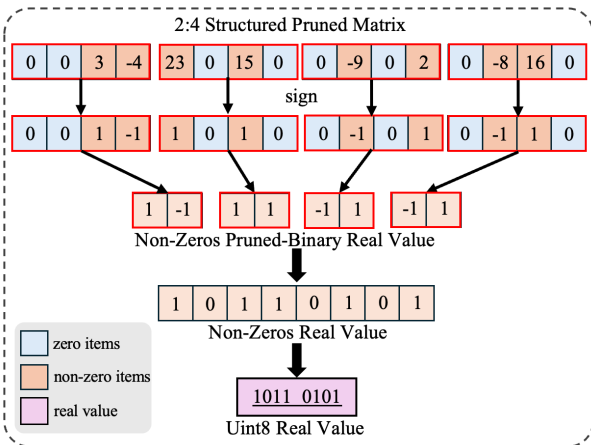 2:4 Structured Pruned Matrix
0 0 3 -4 23 0 15 0 0 -9 0 2 0 -8 16 0
sign
0 0 1 -1 1 0 1 0 0 -1 0 1 0 -1 1 0
1 -1 1 1 -1 1 -1 1
Non-Zeros Pruned-Binary Real Value
1 0 1 1 0 1 0 1
Non-Zeros Real Value
zero items
non-zero items
real value
1011 0101
Uint8 Real Value